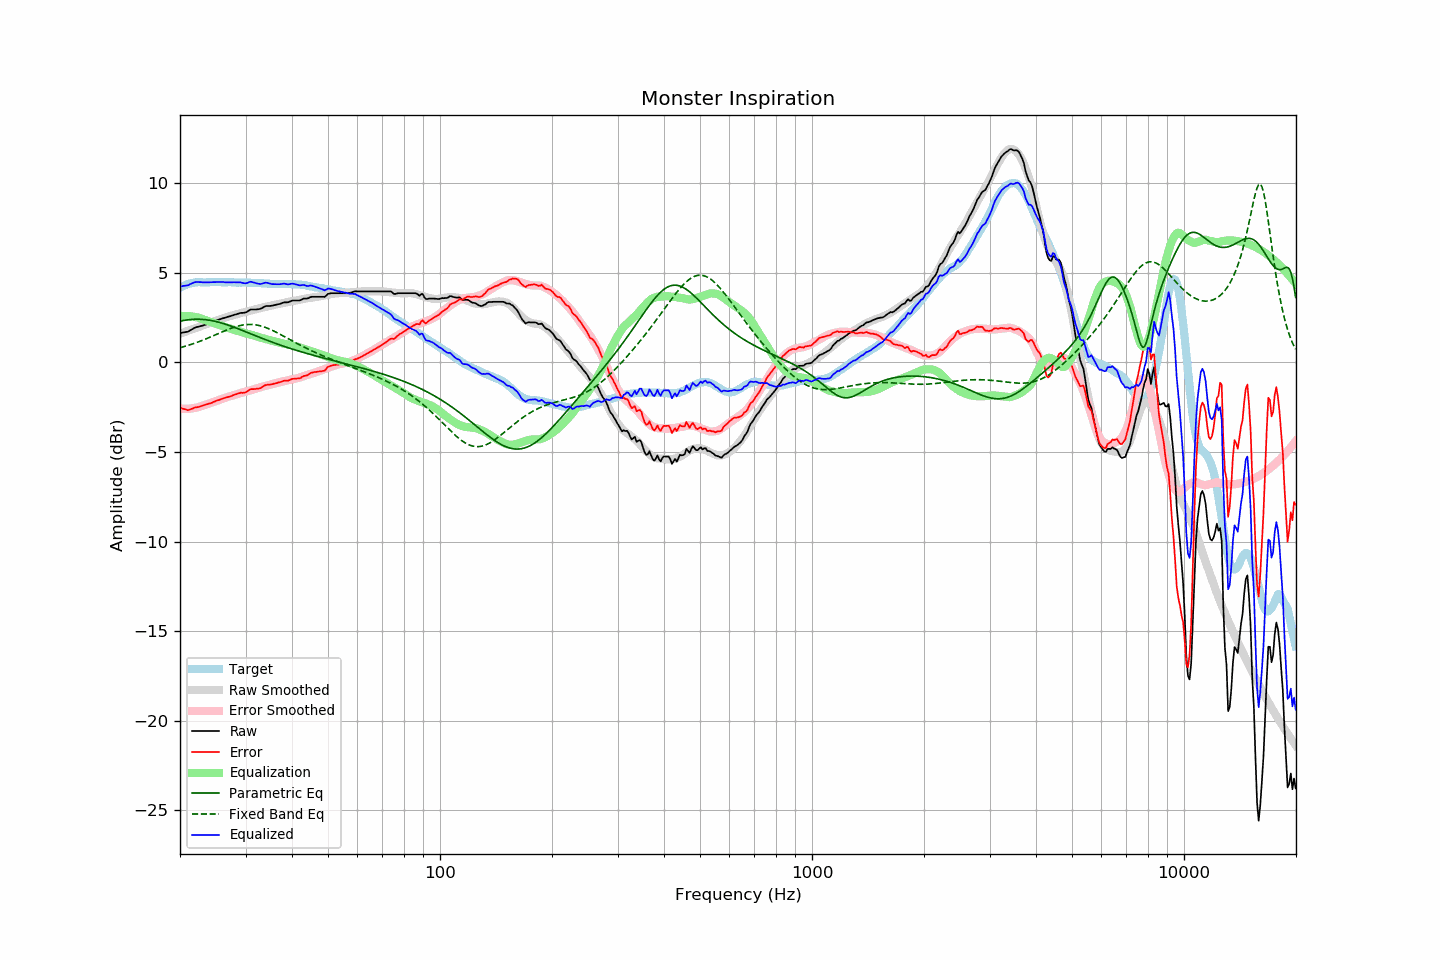 Monster Inspiration
10
5
0
−5
−10
−15
−20
−25
Amplitude (dBr)
Target
Raw Smoothed
Error Smoothed
Raw
Error
Equalization
Parametric Eq
Fixed Band Eq
Equalized
100
1000
10000
Frequency (Hz)